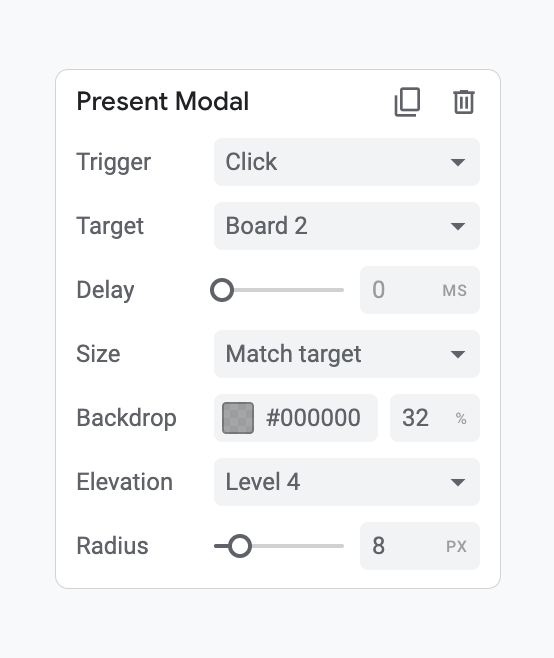 Present Modal
Trigger Click
Target Board 2
Delay 0 MS
Size Match target
Backdrop #000000 32 %
Elevation Level 4
Radius 8 PX